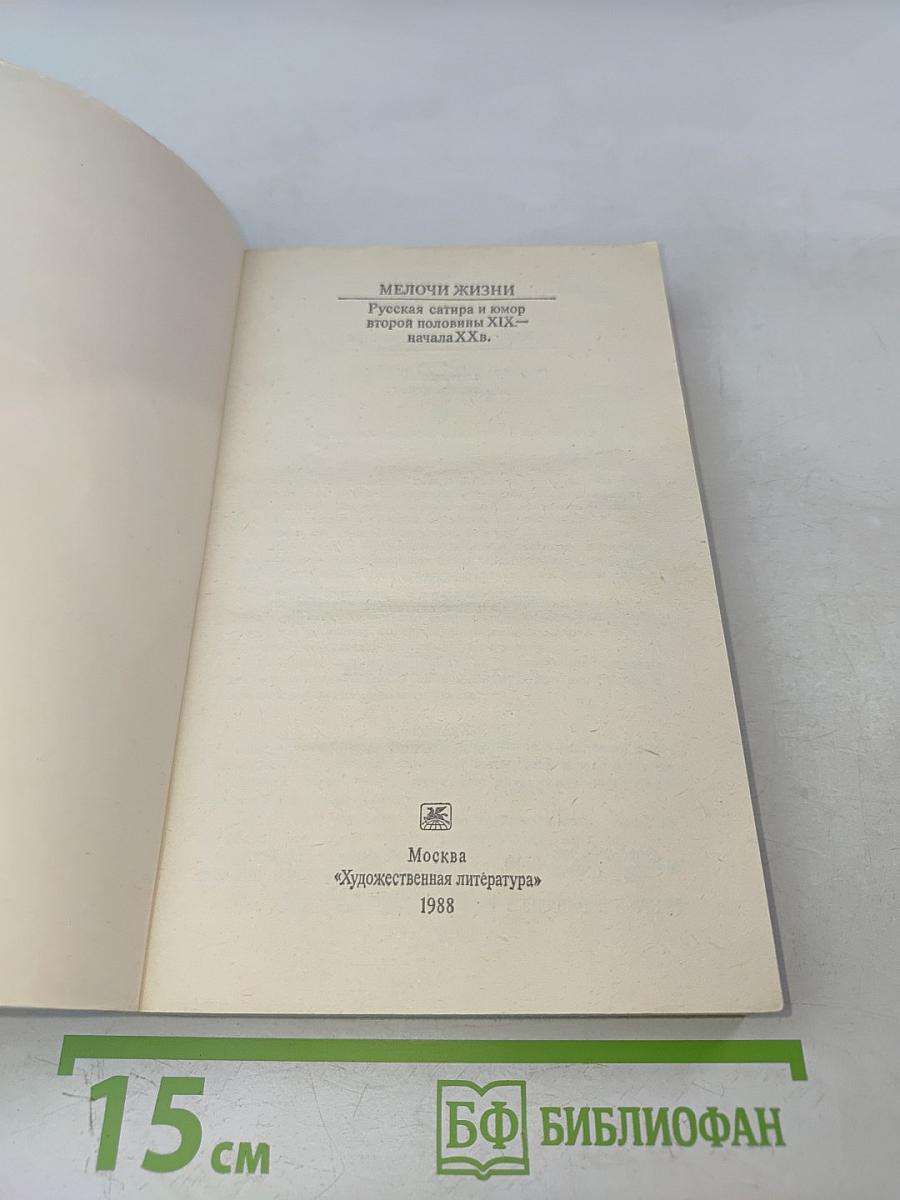 МЕЛОЧИ ЖИЗНИ
Русская сатира и юмор
второй половины XIX—
начала XX в.
Москва
«Художественная литература»
1988
15 см
БФ БИБЛИОФАН